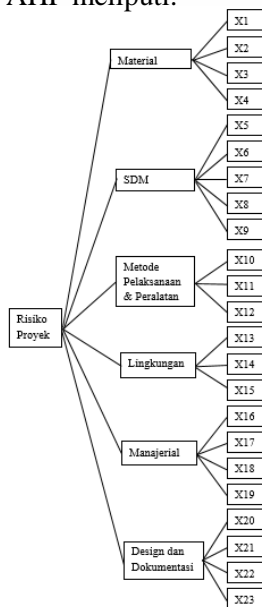 AHP meliputi:
X1
X2
Material
X3
X4
X5
X6
SDM
X7
X8
X9
Metode
Pelaksanaan
& Peralatan
X10
X11
X12
Risiko
Proyek
Lingkungan
X13
X14
X15
Manajerial
X16
X17
X18
X19
Design dan
Dokumentasi
X20
X21
X22
X23